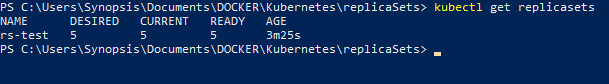 PS C:\Users\Synopsis\Documents\DOCKER\Kubernetes\replicaSets> kubectl get replicasets
NAME DESIRED CURRENT READY AGE
rs-test 5 5 5 3m25s
PS C:\Users\Synopsis\Documents\DOCKER\Kubernetes\replicaSets>